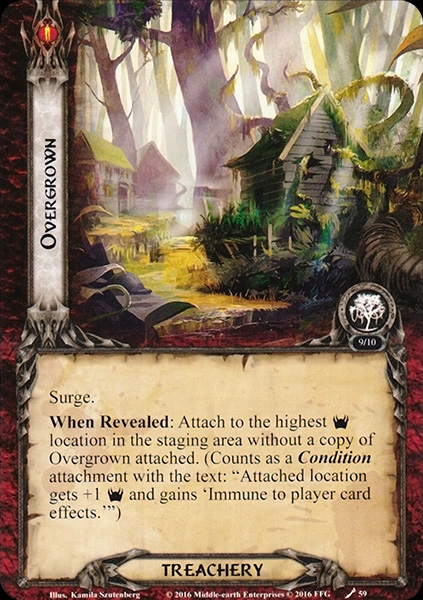 OVERGROWN
9/10
Surge.
When Revealed: Attach to the highest
location in the staging area without a copy of
Overgrown attached. (Counts as a Condition
attachment with the text: “Attached location
gets +1 and gains ‘Immune to player card
effects.’”)
TREACHERY
Illus. Kamila Szutenberg © 2016 Middle-earth Enterprises © 2016 FFG 59